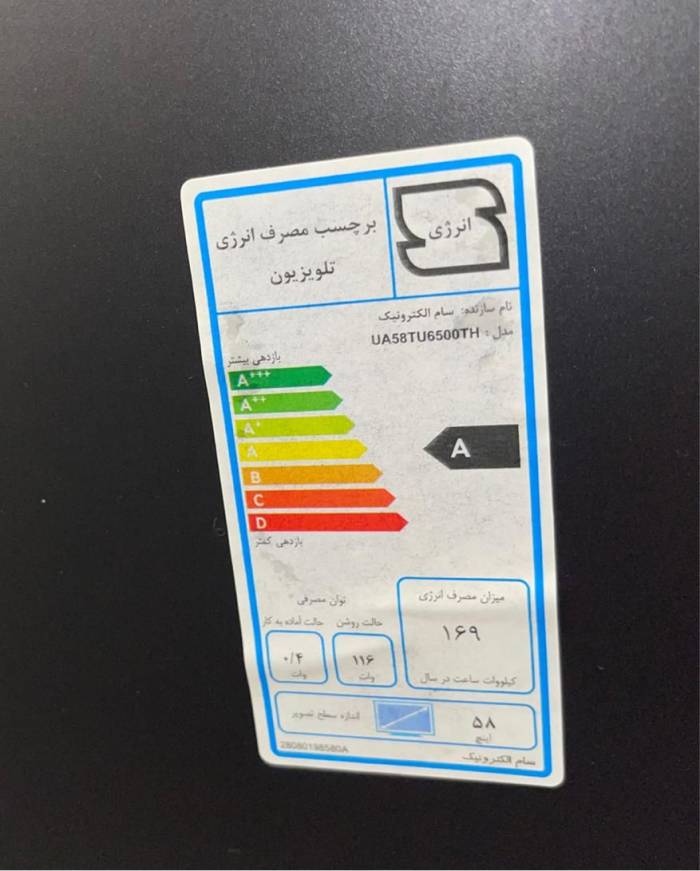 انرژی
برچسب مصرف انرژی
تلویزیون
نام سازنده: سام الکترونیک
مدل: UA58TU6500TH
بازدهی بیشتر
A+++
A++
A+
A
B
C
D
A
بازدهی کمتر
میزان مصرف انرژی
۱۶۹
کیلووات ساعت در سال
توان مصرفی
حالت روشن
۱۱۶
وات
حالت آماده به کار
۰/۴
وات
۵۸
اینچ
اندازه سطح تصویر
سام الکترونیک
28080198580A